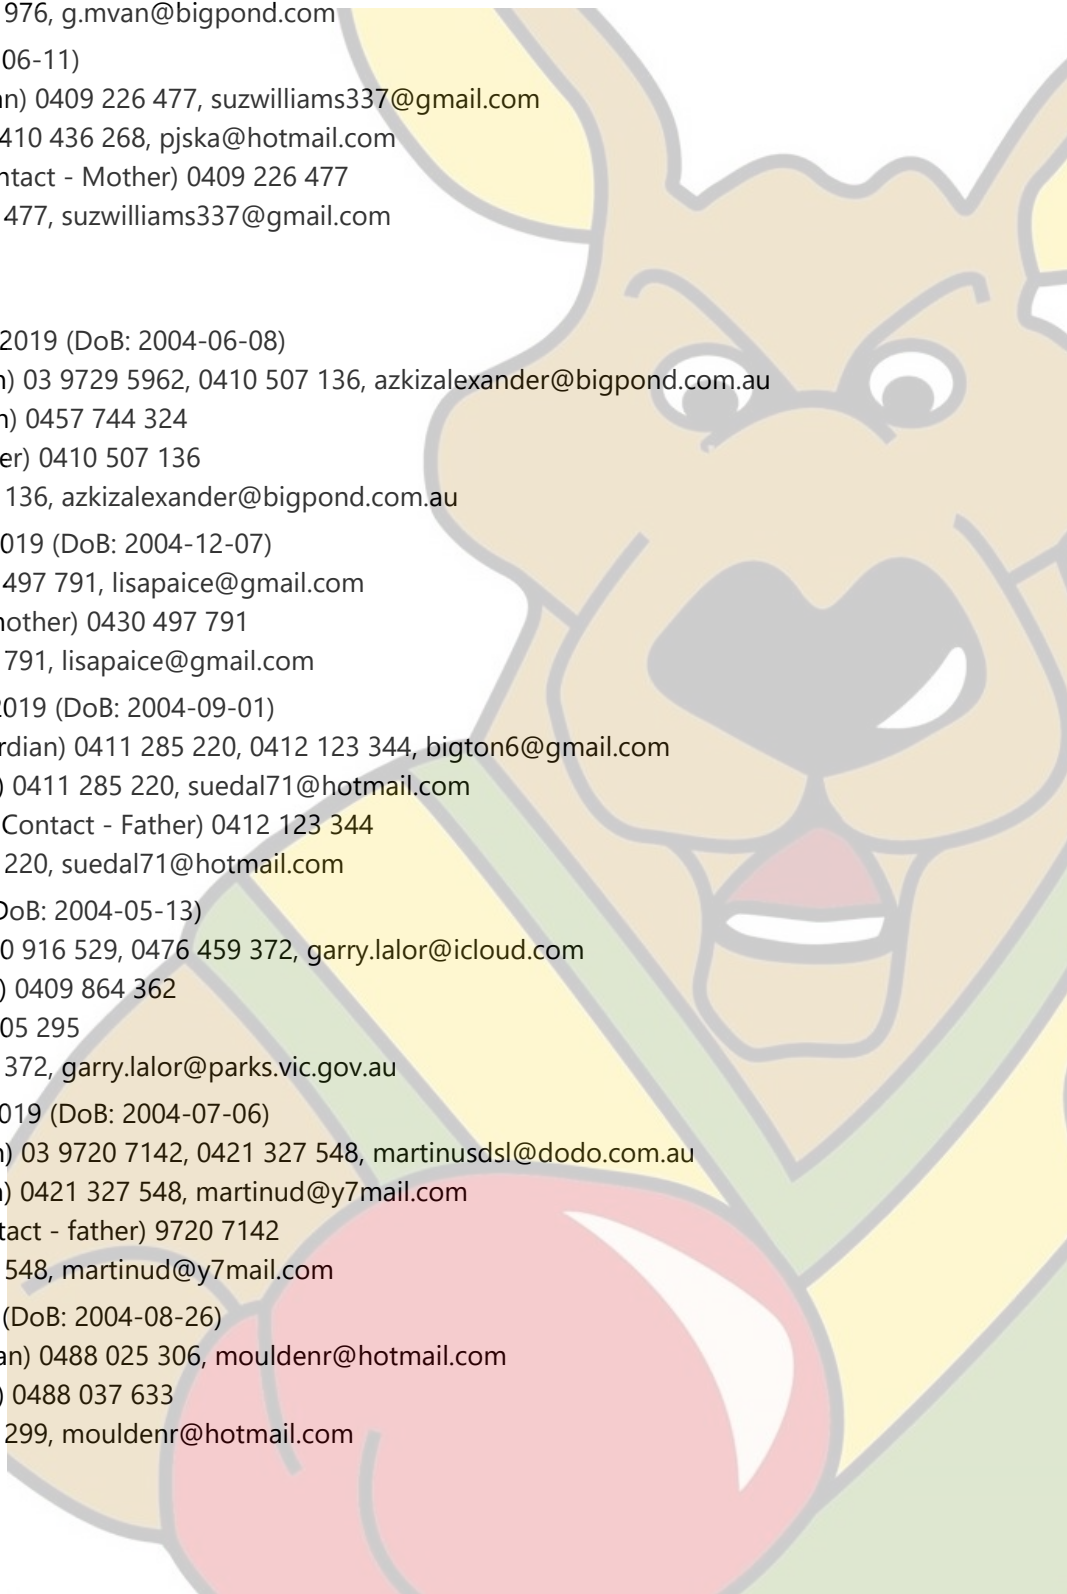 976, g.mvan@bigpond.com
06-11)
n) 0409 226 477, suzwilliams337@gmail.com
410 436 268, pjska@hotmail.com
ntact - Mother) 0409 226 477
477, suzwilliams337@gmail.com
2019 (DoB: 2004-06-08)
n) 03 9729 5962, 0410 507 136, azkizalexander@bigpond.com.au
n) 0457 744 324
er) 0410 507 136
136, azkizalexander@bigpond.com.au
019 (DoB: 2004-12-07)
497 791, lisapaice@gmail.com
mother) 0430 497 791
791, lisapaice@gmail.com
2019 (DoB: 2004-09-01)
rdian) 0411 285 220, 0412 123 344, bigton6@gmail.com
) 0411 285 220, suedal71@hotmail.com
Contact - Father) 0412 123 344
220, suedal71@hotmail.com
DoB: 2004-05-13)
0 916 529, 0476 459 372, garry.lalor@icloud.com
) 0409 864 362
05 295
372, garry.lalor@parks.vic.gov.au
019 (DoB: 2004-07-06)
n) 03 9720 7142, 0421 327 548, martinusdsl@dodo.com.au
n) 0421 327 548, martinud@y7mail.com
tact - father) 9720 7142
548, martinud@y7mail.com
(DoB: 2004-08-26)
an) 0488 025 306, mouldenr@hotmail.com
) 0488 037 633
299, mouldenr@hotmail.com